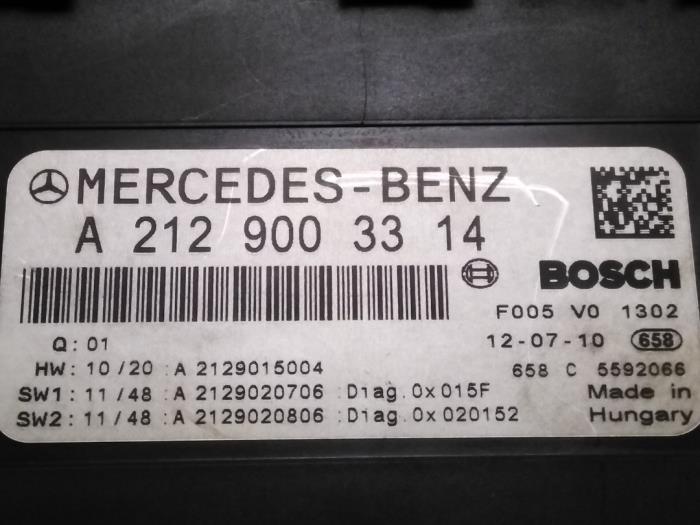 MERCEDES-BENZ
A 212 900 33 14
BOSCH
F005 V0 1302
Q: 01
12-07-10 658
HW: 10/20: A 2129015004
658 C 5592066
SW1: 11/48: A 2129020706 :Diag.0x015F
Made in
SW2: 11/48: A 2129020806 :Diag.0x020152
Hungary